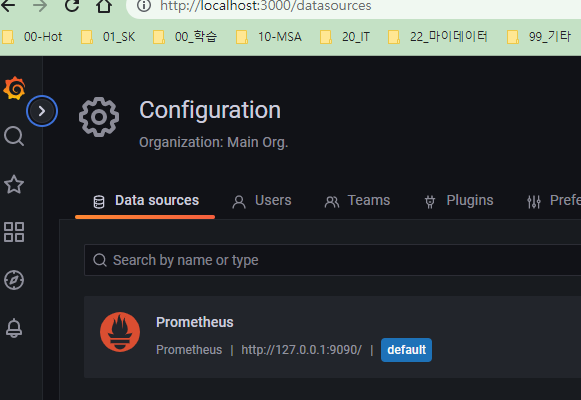 http://localhost:3000/datasources
00-Hot 01_SK 00_학습 10-MSA 20_IT 22_마이데이터 99_기타
Configuration
Organization: Main Org.
Data sources Users Teams Plugins Prefe
Search by name or type
Prometheus
Prometheus | http://127.0.0.1:9090/ | default